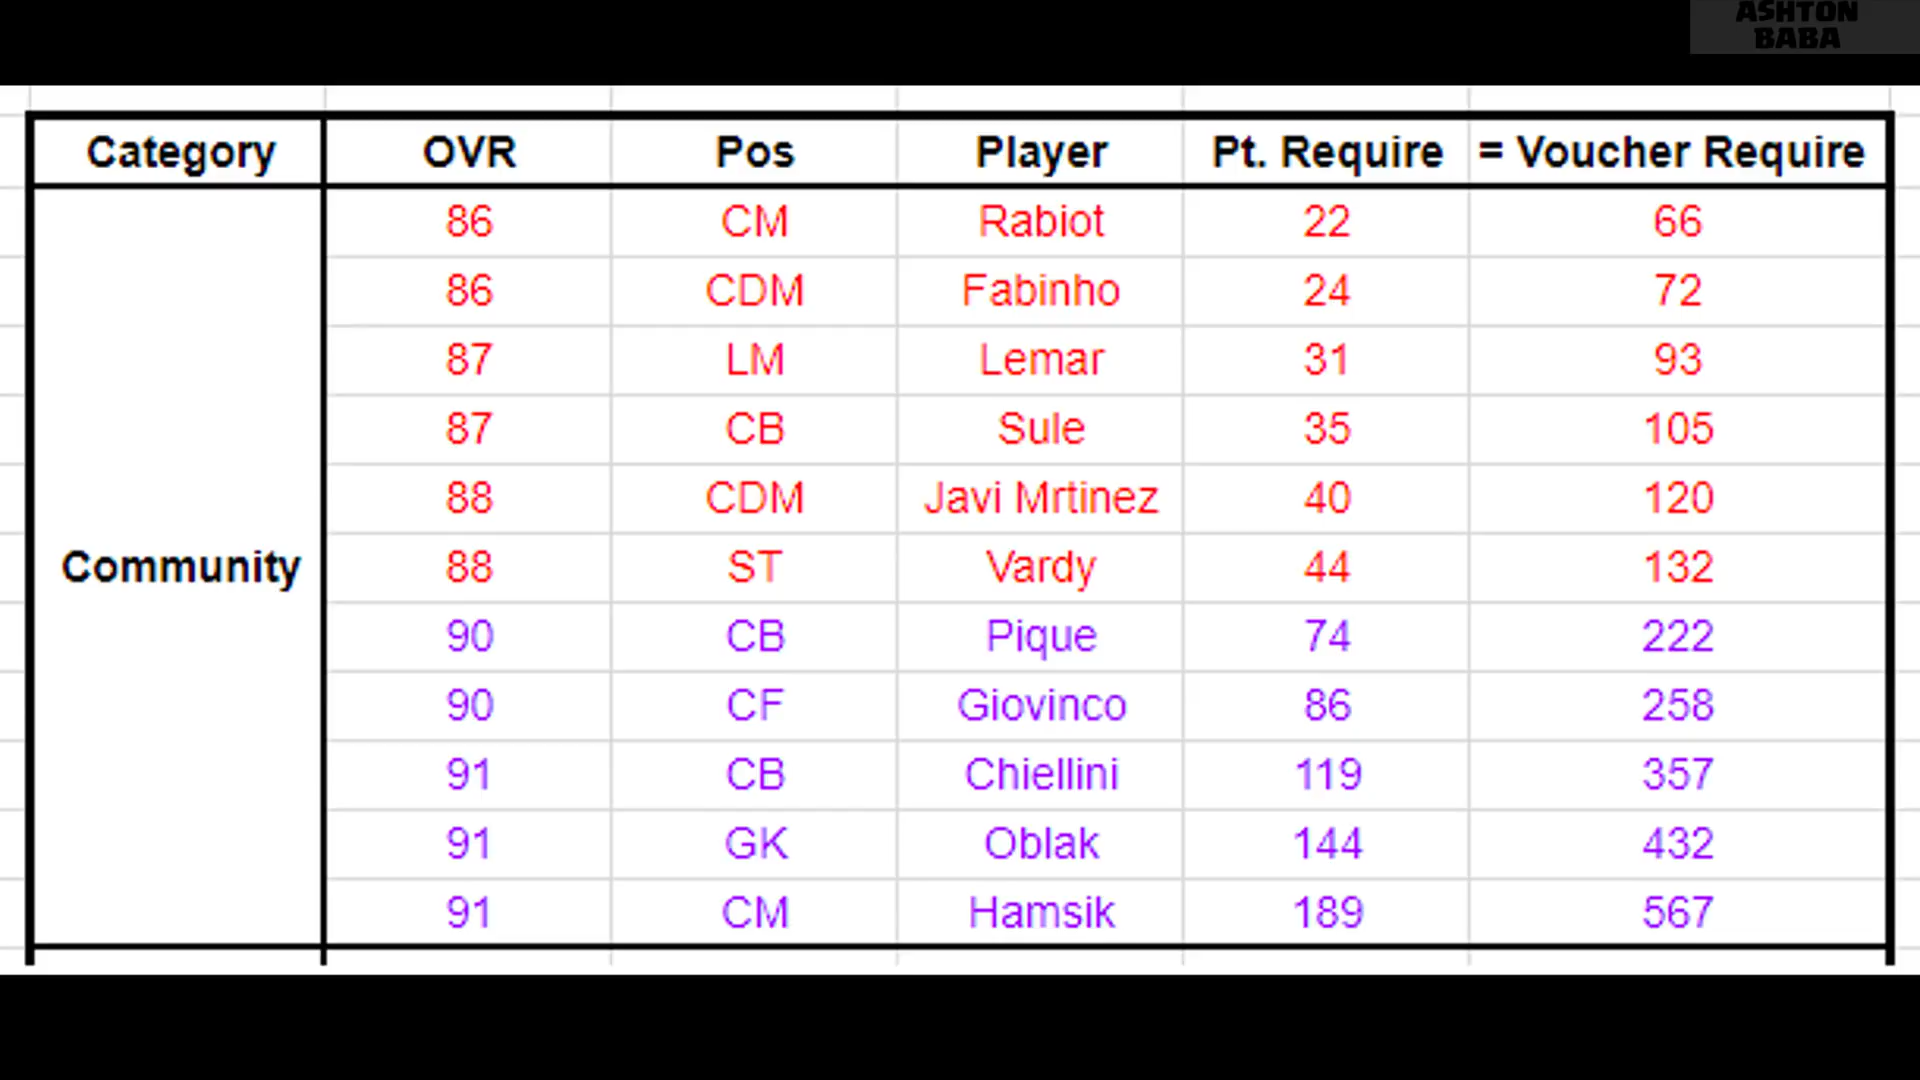 ASHTON
BABA
Category OVR Pos Player Pt. Require = Voucher Require
86 CM Rabiot 22 66
86 CDM Fabinho 24 72
87 LM Lemar 31 93
87 CB Sule 35 105
88 CDM Javi Mrtinez 40 120
Community 88 ST Vardy 44 132
90 CB Pique 74 222
90 CF Giovinco 86 258
91 CB Chiellini 119 357
91 GK Oblak 144 432
91 CM Hamsik 189 567